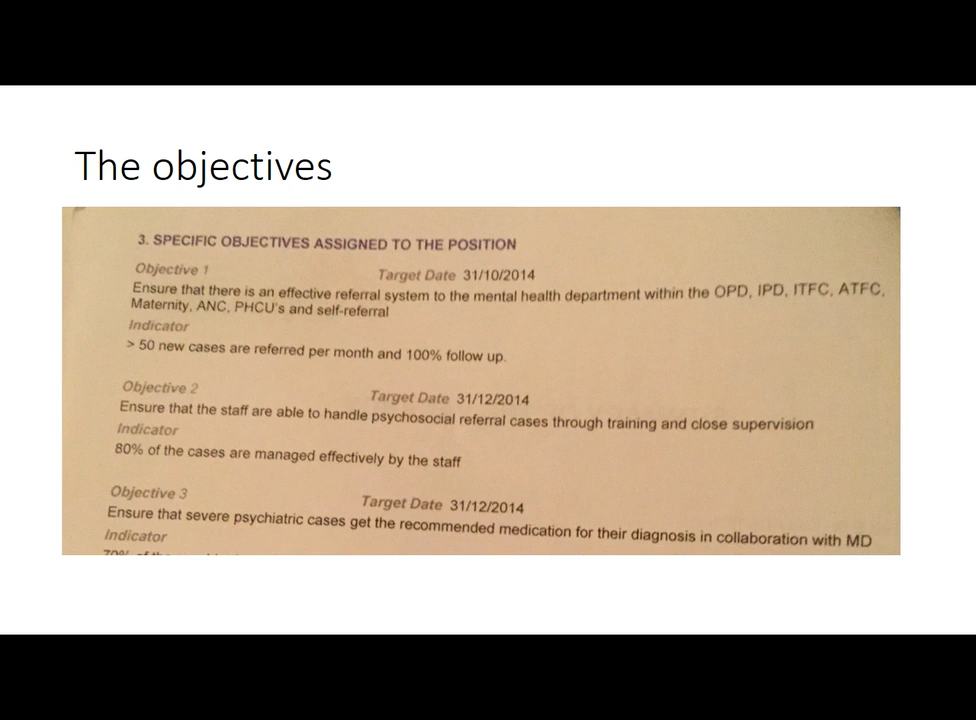 The objectives
3. SPECIFIC OBJECTIVES ASSIGNED TO THE POSITION
Objective 1 Target Date 31/10/2014
Ensure that there is an effective referral system to the mental health department within the OPD, IPD, ITFC, ATFC,
Maternity, ANC, PHCU's and self-referral
Indicator
> 50 new cases are referred per month and 100% follow up.
Objective 2 Target Date 31/12/2014
Ensure that the staff are able to handle psychosocial referral cases through training and close supervision
Indicator
80% of the cases are managed effectively by the staff
Objective 3 Target Date 31/12/2014
Ensure that severe psychiatric cases get the recommended medication for their diagnosis in collaboration with MD
Indicator
70% of the